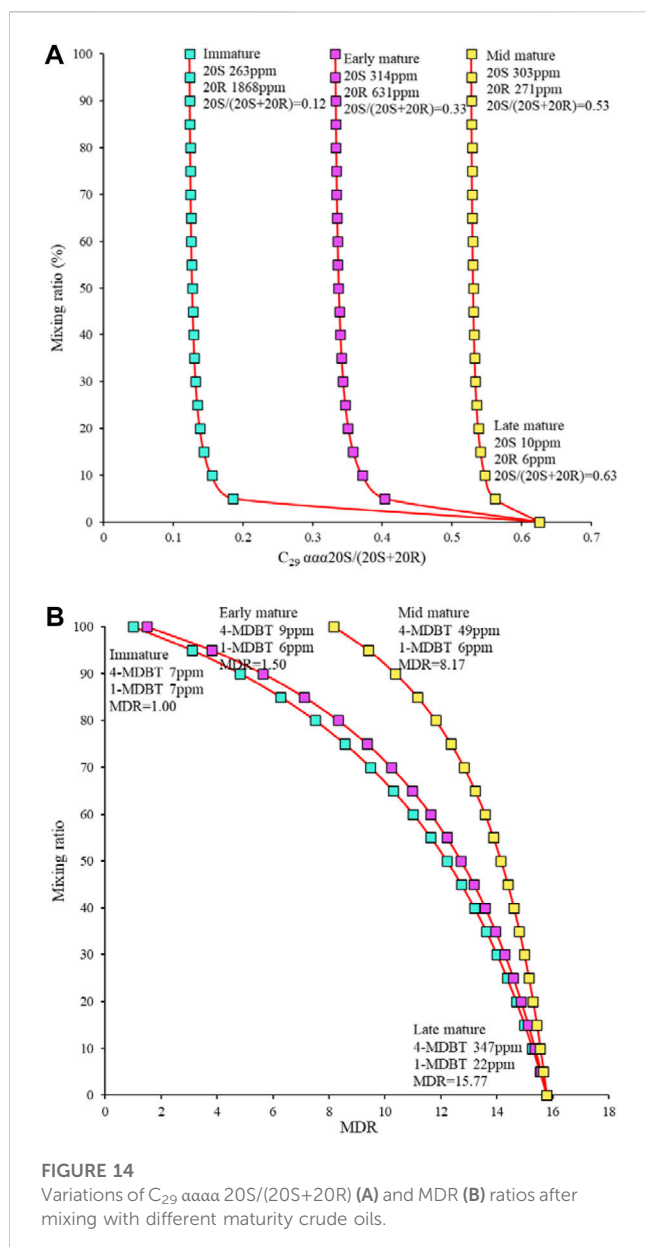 A
Immature
20S 263ppm
20R 1868ppm
20S/(20S+20R)=0.12
Early mature
20S 314ppm
20R 631ppm
20S/(20S+20R)=0.33
Mid mature
20S 303ppm
20R 271ppm
20S/(20S+20R)=0.53
Late mature
20S 10ppm
20R 6ppm
20S/(20S+20R)=0.63
Mixing ratio (%)
100
90
80
70
60
50
40
30
20
10
0
0 0.1 0.2 0.3 0.4 0.5 0.6 0.7
C₂₉ ααα20S/(20S+20R)
B
Early mature
4-MDBT 9ppm
1-MDBT 6ppm
MDR=1.50
Mid mature
4-MDBT 49ppm
1-MDBT 6ppm
MDR=8.17
Immature
4-MDBT 7ppm
1-MDBT 7ppm
MDR=1.00
Late mature
4-MDBT 347ppm
1-MDBT 22ppm
MDR=15.77
Mixing ratio
100
90
80
70
60
50
40
30
20
10
0
0 2 4 6 8 10 12 14 16 18
MDR
FIGURE 14
Variations of C₂₉ αααα 20S/(20S+20R) (A) and MDR (B) ratios after
mixing with different maturity crude oils.